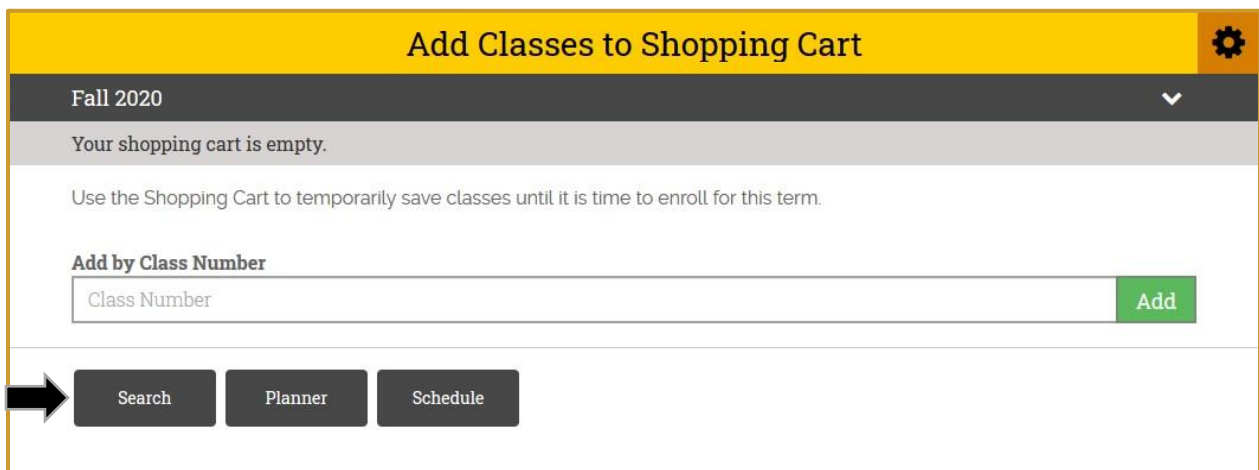 Add Classes to Shopping Cart
Fall 2020
Your shopping cart is empty.
Use the Shopping Cart to temporarily save classes until it is time to enroll for this term.
Add by Class Number
Class Number
Add
Search
Planner
Schedule